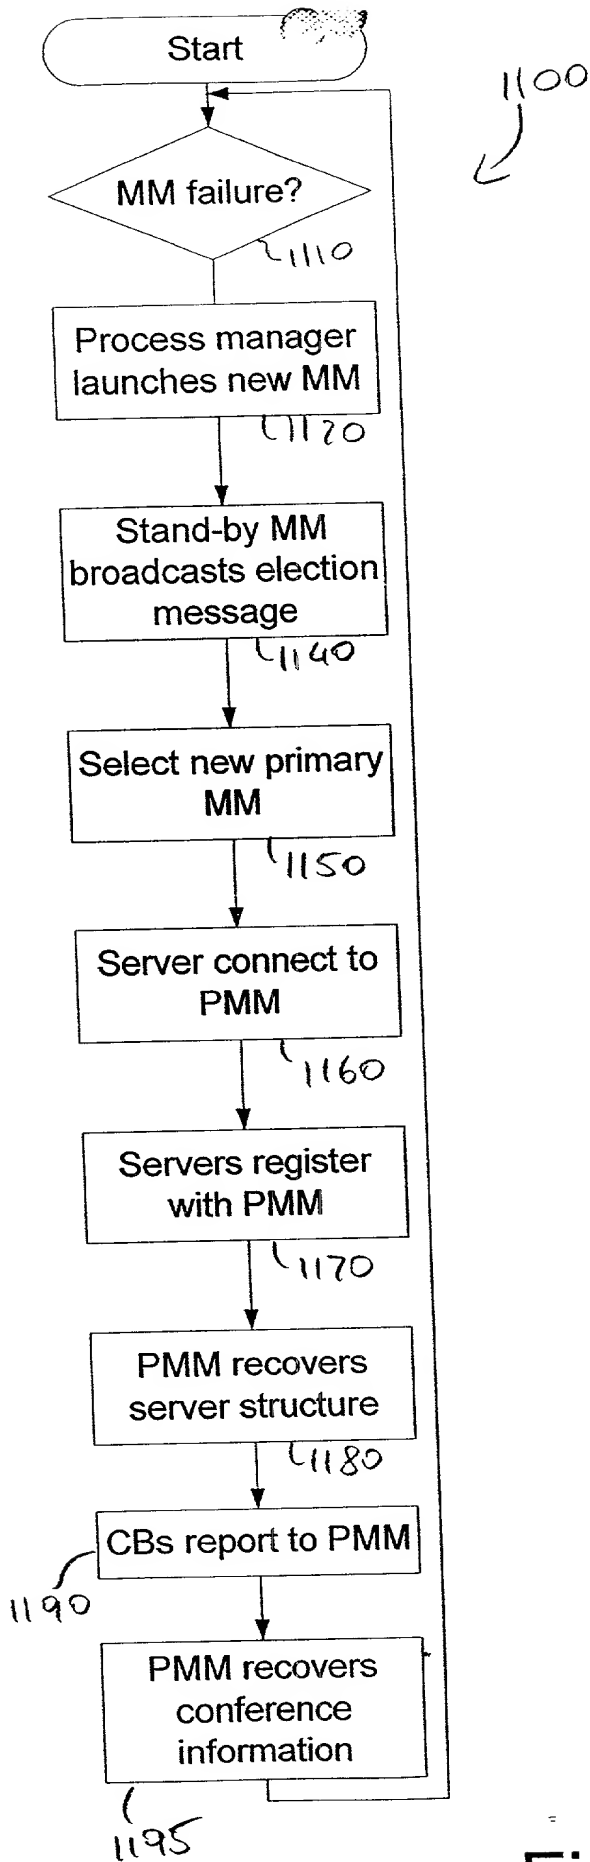 Start
1100
MM failure?
1110
Process manager
launches new MM
1120
Stand-by MM
broadcasts election
message
1140
Select new primary
MM
1150
Server connect to
PMM
1160
Servers register
with PMM
1170
PMM recovers
server structure
1180
CBs report to PMM
1190
PMM recovers
conference
information
1195